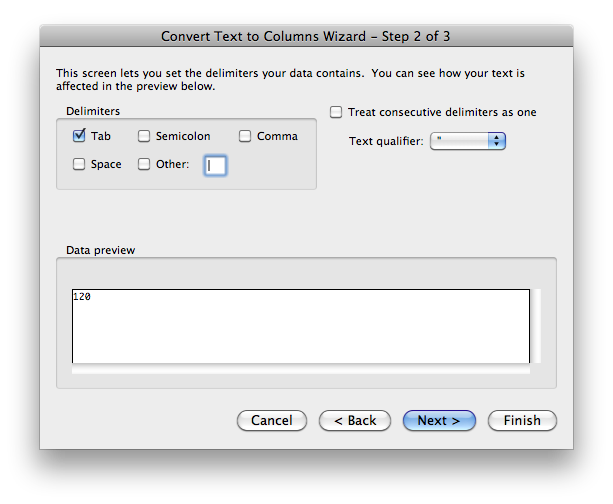 Convert Text to Columns Wizard – Step 2 of 3
This screen lets you set the delimiters your data contains.  You can see how your text is
affected in the preview below.
Delimiters
Tab
Semicolon
Comma
Space
Other:
Treat consecutive delimiters as one
Text qualifier: "
Data preview
120
Cancel
< Back
Next >
Finish